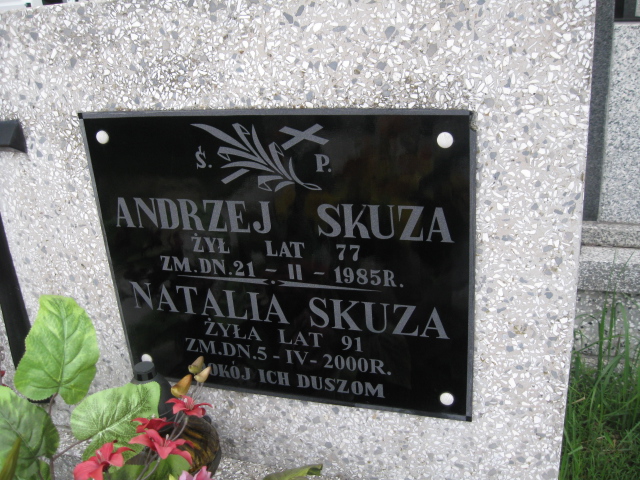 Ś. P.
ANDRZEJ SKUZA
ŻYŁ LAT 77
ZM.DN.21-II-1985R.
NATALIA SKUZA
ŻYŁA LAT 91
ZM.DN.5-IV-2000R.
POKÓJ ICH DUSZOM